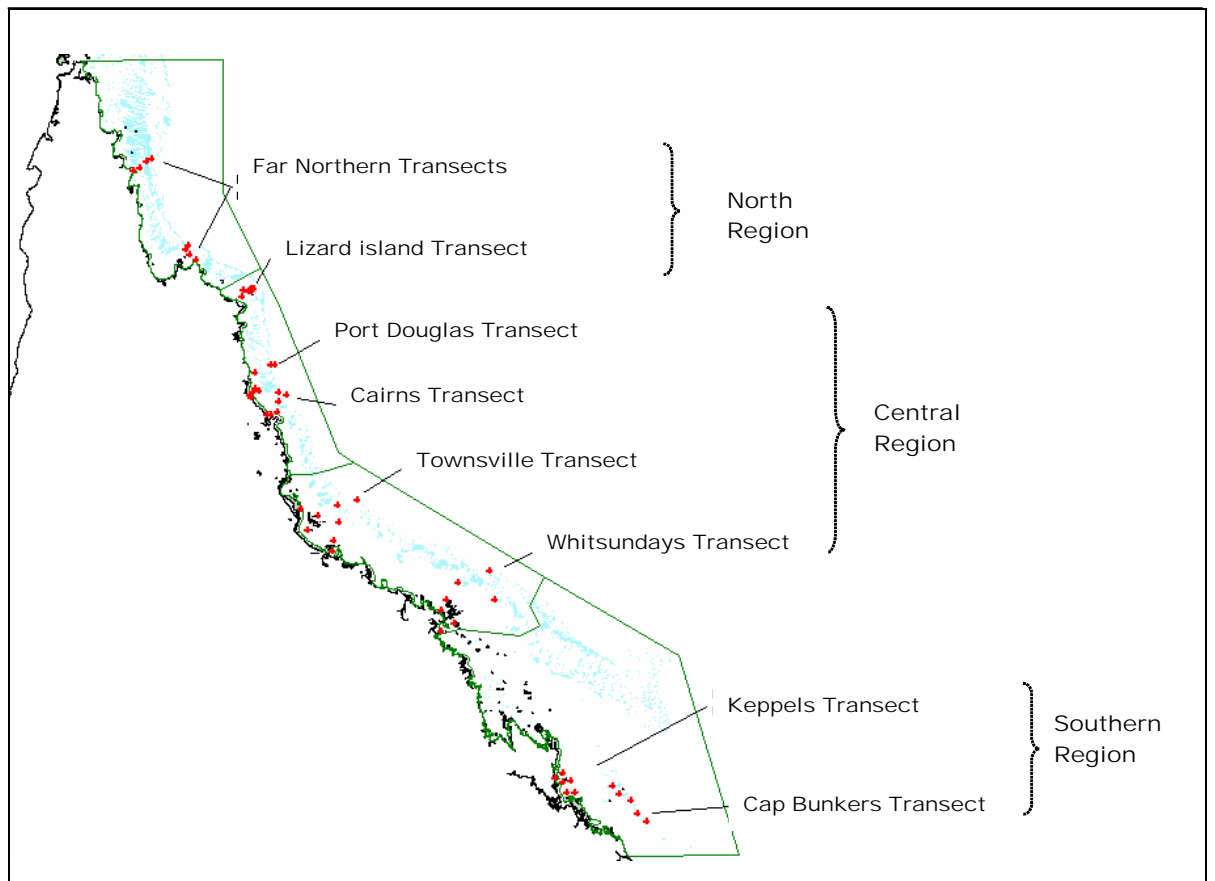 Far Northern Transects
North
Region
Lizard island Transect
Port Douglas Transect
Cairns Transect
Central
Region
Townsville Transect
Whitsundays Transect
Keppels Transect
Southern
Region
Cap Bunkers Transect